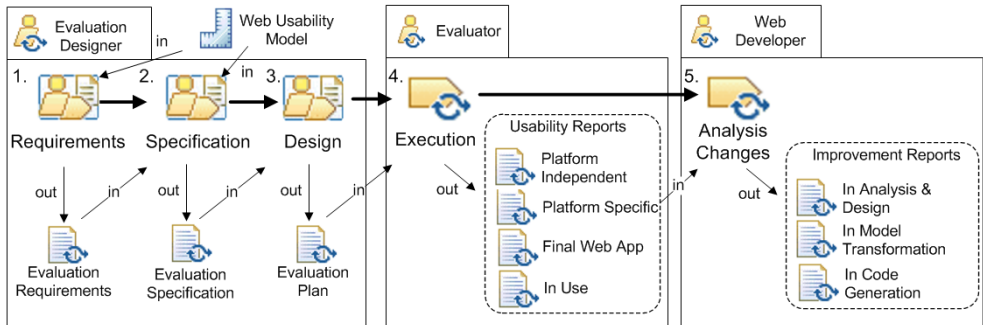 Evaluation
Designer
in
Web Usability
Model
in
Evaluator
Web
Developer
1.
2.
3.
4.
5.
Requirements
Specification
Design
Execution
Analysis
Changes
out
in
out
in
out
in
out
in
out
Evaluation
Requirements
Evaluation
Specification
Evaluation
Plan
Usability Reports
Platform
Independent
Platform Specific
Final Web App
In Use
Improvement Reports
In Analysis &
Design
In Model
Transformation
In Code
Generation